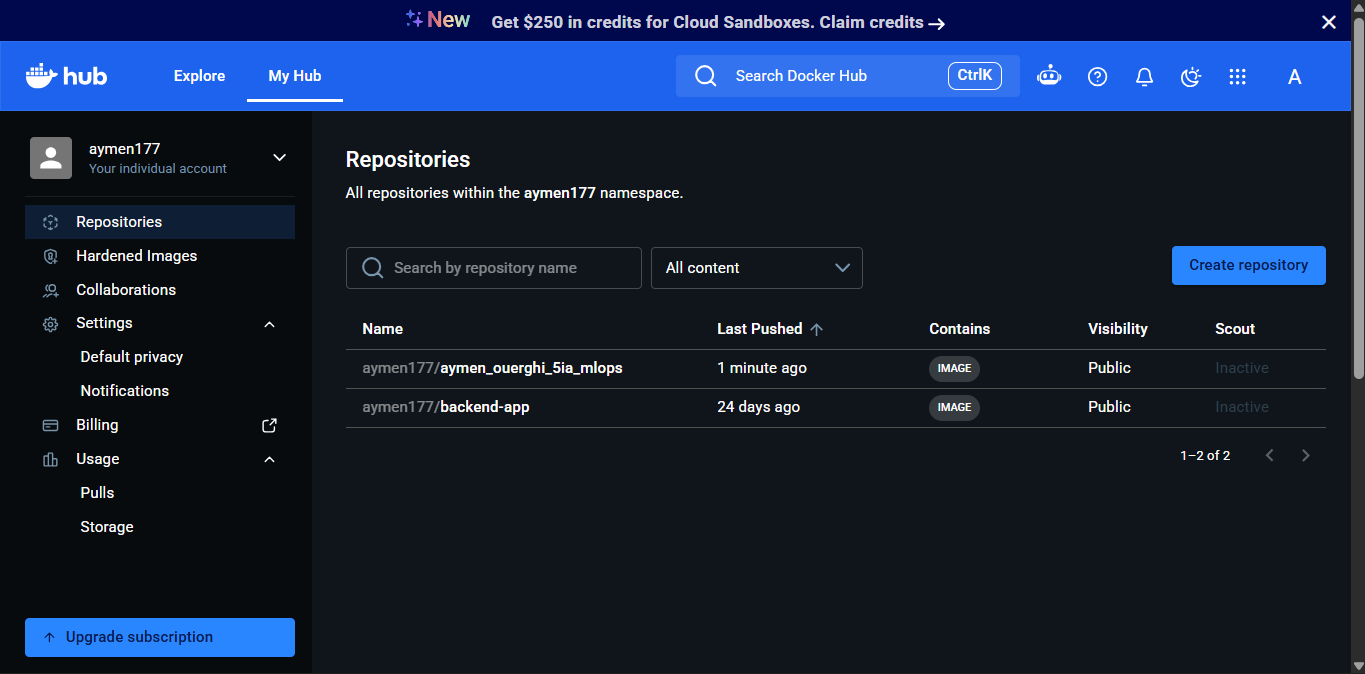 New Get $250 in credits for Cloud Sandboxes. Claim credits
hub Explore My Hub Search Docker Hub CtrlK A
aymen177
Your individual account
Repositories
Hardened Images
Collaborations
Settings
Default privacy
Notifications
Billing
Usage
Pulls
Storage
Upgrade subscription
Repositories
All repositories within the aymen177 namespace.
Search by repository name All content Create repository
Name Last Pushed Contains Visibility Scout
aymen177/aymen_ouerghi_5ia_mlops 1 minute ago IMAGE Public Inactive
aymen177/backend-app 24 days ago IMAGE Public Inactive
1–2 of 2